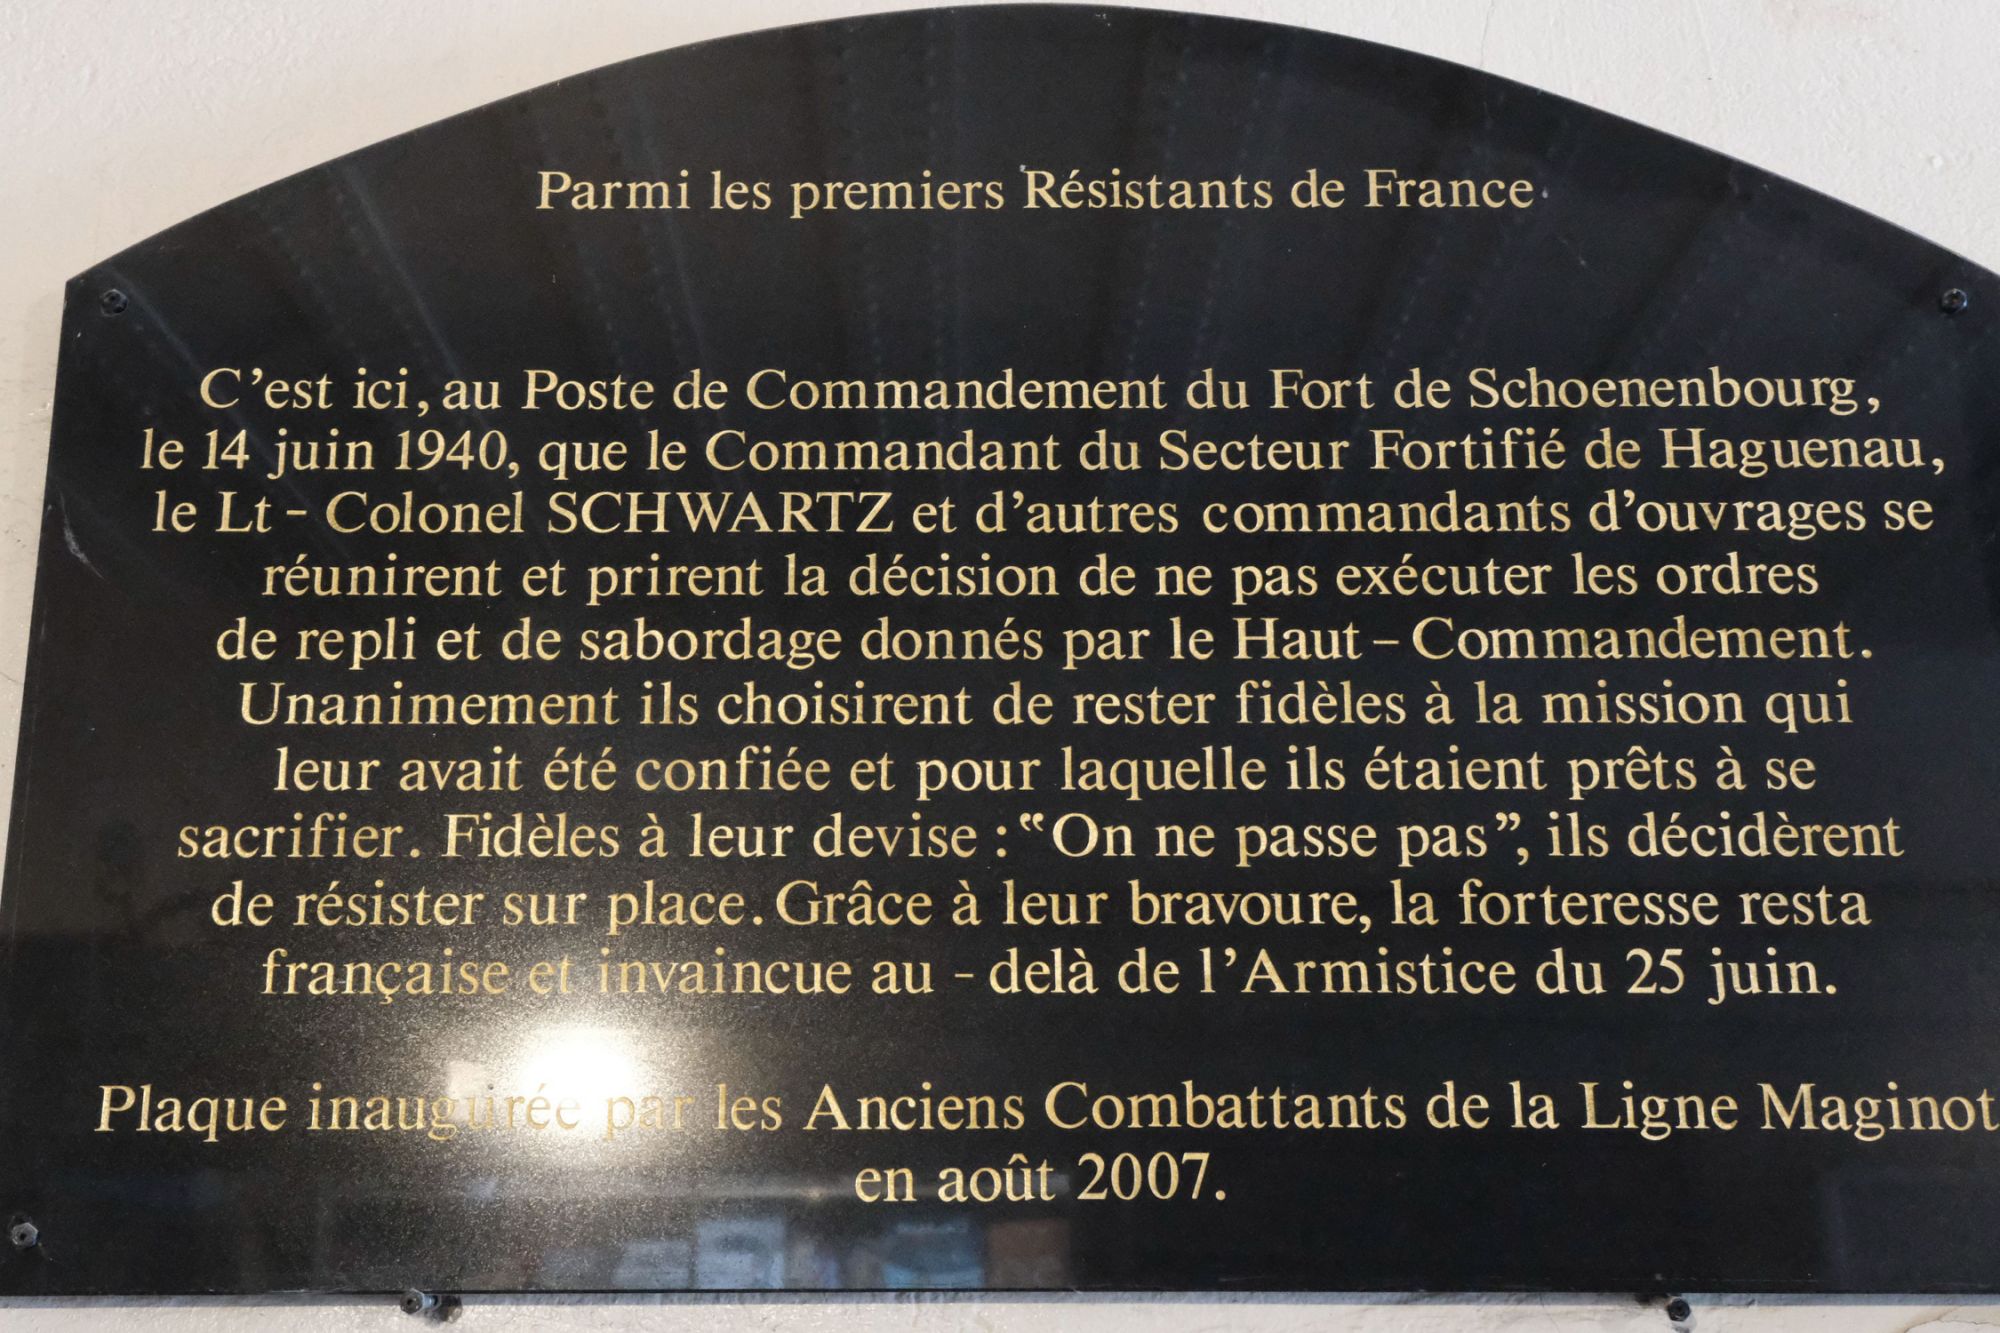 Parmi les premiers Résistants de France
C'est ici, au Poste de Commandement du Fort de Schoenenbourg,
le 14 juin 1940, que le Commandant du Secteur Fortifié de Haguenau,
le Lt - Colonel SCHWARTZ et d'autres commandants d'ouvrages se
réunirent et prirent la décision de ne pas exécuter les ordres
de repli et de sabordage donnés par le Haut - Commandement.
Unanimement ils choisirent de rester fidèles à la mission qui
leur avait été confiée et pour laquelle ils étaient prêts à se
sacrifier. Fidèles à leur devise : "On ne passe pas", ils décidèrent
de résister sur place. Grâce à leur bravoure, la forteresse resta
française et invaincue au - delà de l'Armistice du 25 juin.
Plaque inaugurée par les Anciens Combattants de la Ligne Maginot
en août 2007.